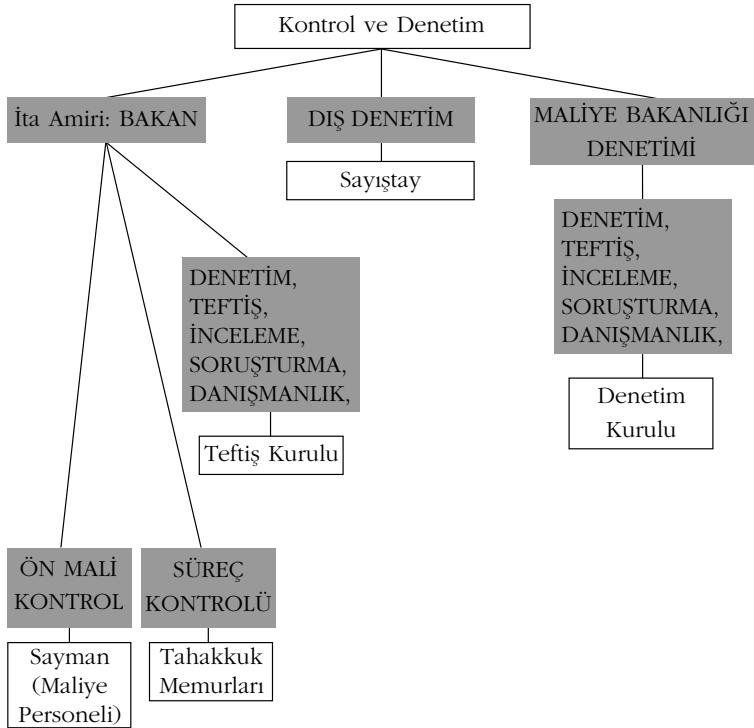 Kontrol ve Denetim
İta Amiri: BAKAN
DIŞ DENETİM
MALİYE BAKANLIĞI
DENETİMİ
Sayıştay
DENETİM,
TEFTİŞ,
İNCELEME,
SORUŞTURMA,
DANIŞMANLIK,
DENETİM,
TEFTİŞ,
İNCELEME,
SORUŞTURMA,
DANIŞMANLIK,
Denetim
Kurulu
Teftiş Kurulu
ÖN MALİ
KONTROL
SÜREÇ
KONTROLÜ
Sayman
(Maliye
Personeli)
Tahakkuk
Memurları